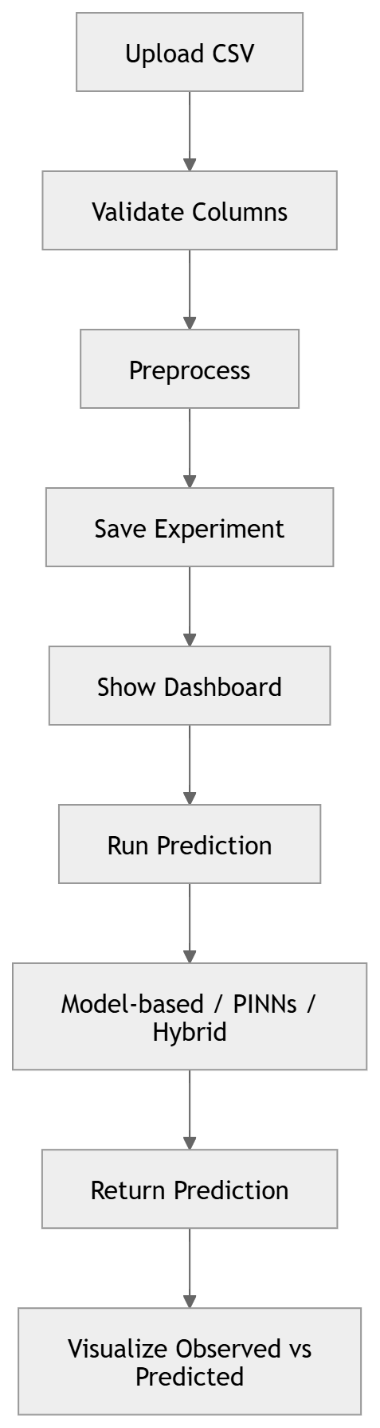 Upload CSV
Validate Columns
Preprocess
Save Experiment
Show Dashboard
Run Prediction
Model-based / PINNs /
Hybrid
Return Prediction
Visualize Observed vs
Predicted